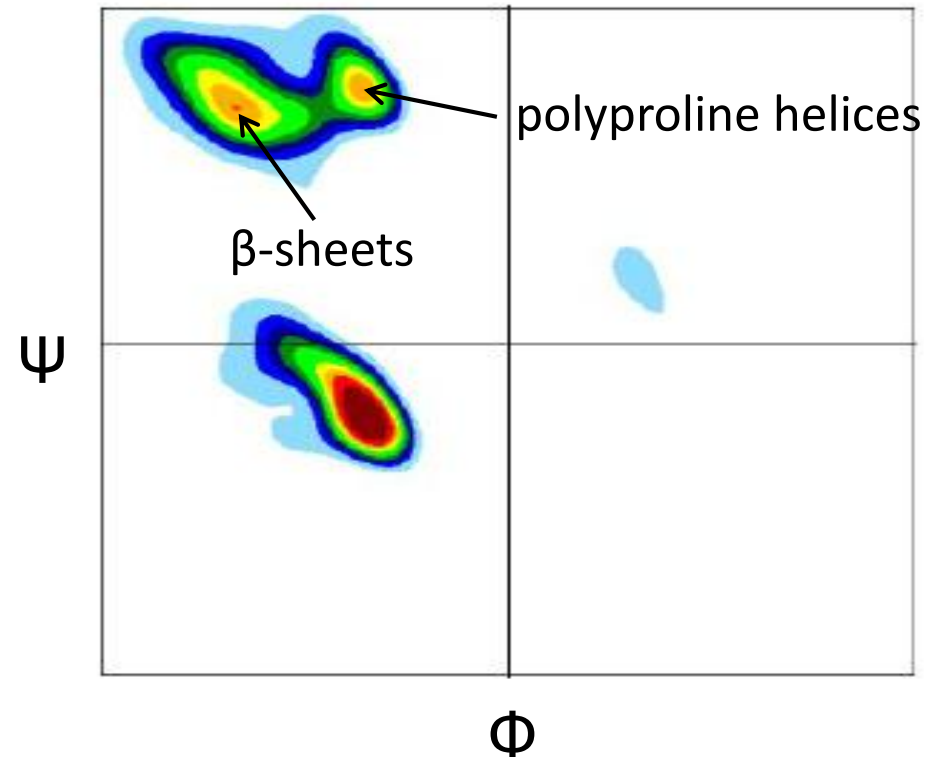 polyproline helices
β-sheets
Ψ
Φ